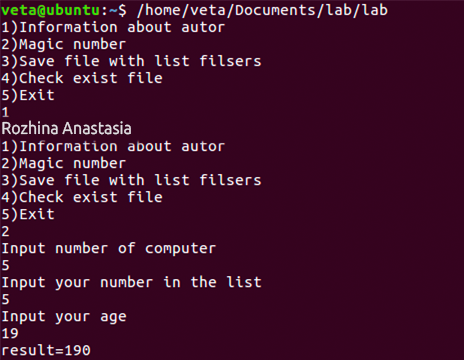 veta@ubuntu:~$ /home/veta/Documents/lab/lab
1)Information about autor
2)Magic number
3)Save file with list filsers
4)Check exist file
5)Exit
1
Rozhina Anastasia
1)Information about autor
2)Magic number
3)Save file with list filsers
4)Check exist file
5)Exit
2
Input number of computer
5
Input your number in the list
5
Input your age
19
result=190